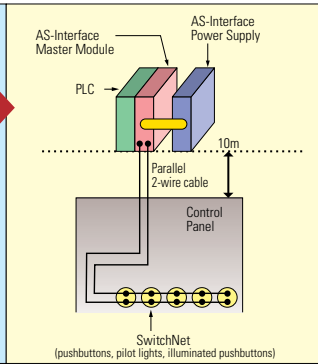 AS-Interface
Power Supply
AS-Interface
Master Module
PLC
10m
Parallel
2-wire cable
Control
Panel
SwitchNet
(pushbuttons, pilot lights, illuminated pushbuttons)